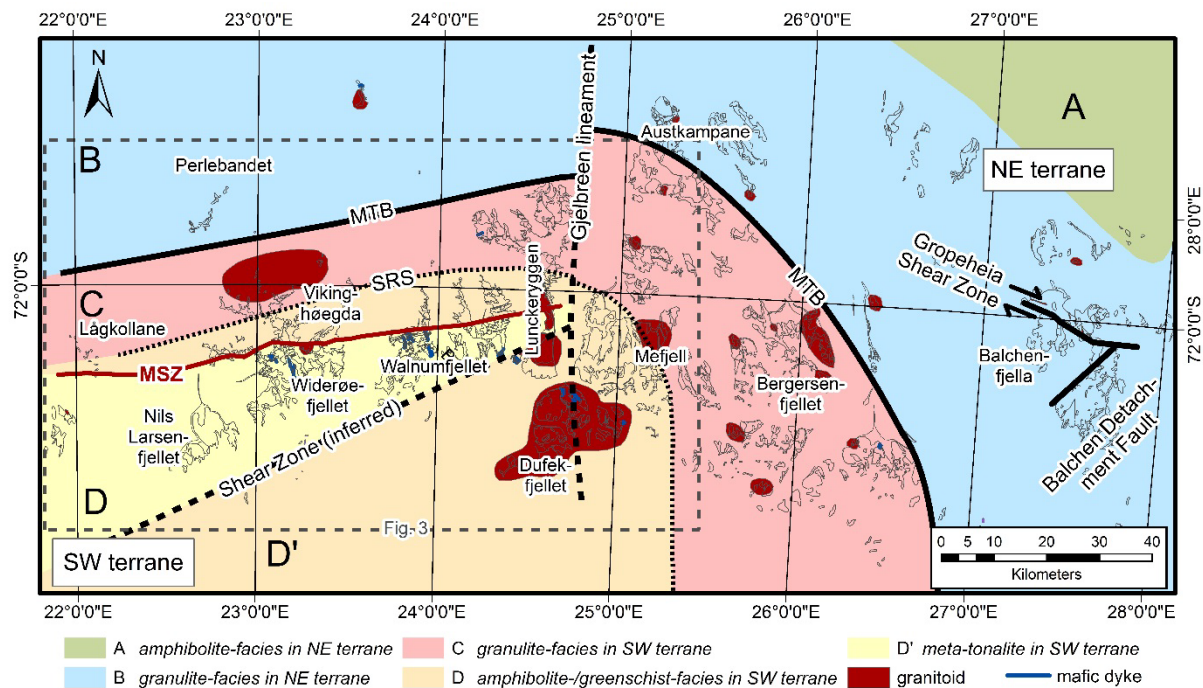 22°0'0"E
23°0'0"E
24°0'0"E
25°0'0"E
26°0'0"E
27°0'0"E
N
A
B
Perlebandet
Gjelbreen lineament
Austkampane
NE terrane
28°0'0"E
MTB
MTB
Gropeheia
Shear Zone
72°0'0"S
72°0'0"S
C
Lågkollane
Viking-
høegda
SRS
Lunckeryggen
MSZ
Widerøe-
fjellet
Walnumfjellet
Mefjell
Bergersen-
fjellet
Balchen-
fjella
Nils
Larsen-
fjellet
Shear Zone (inferred)
Dufek-
fjellet
Balchen Detach-
ment Fault
D
Fig. 3
SW terrane
D'
0 5 10 20 30 40
Kilometers
22°0'0"E
23°0'0"E
24°0'0"E
25°0'0"E
26°0'0"E
27°0'0"E
28°0'0"E
A amphibolite-facies in NE terrane
C granulite-facies in SW terrane
D' meta-tonalite in SW terrane
B granulite-facies in NE terrane
D amphibolite-/greenschist-facies in SW terrane
granitoid
mafic dyke